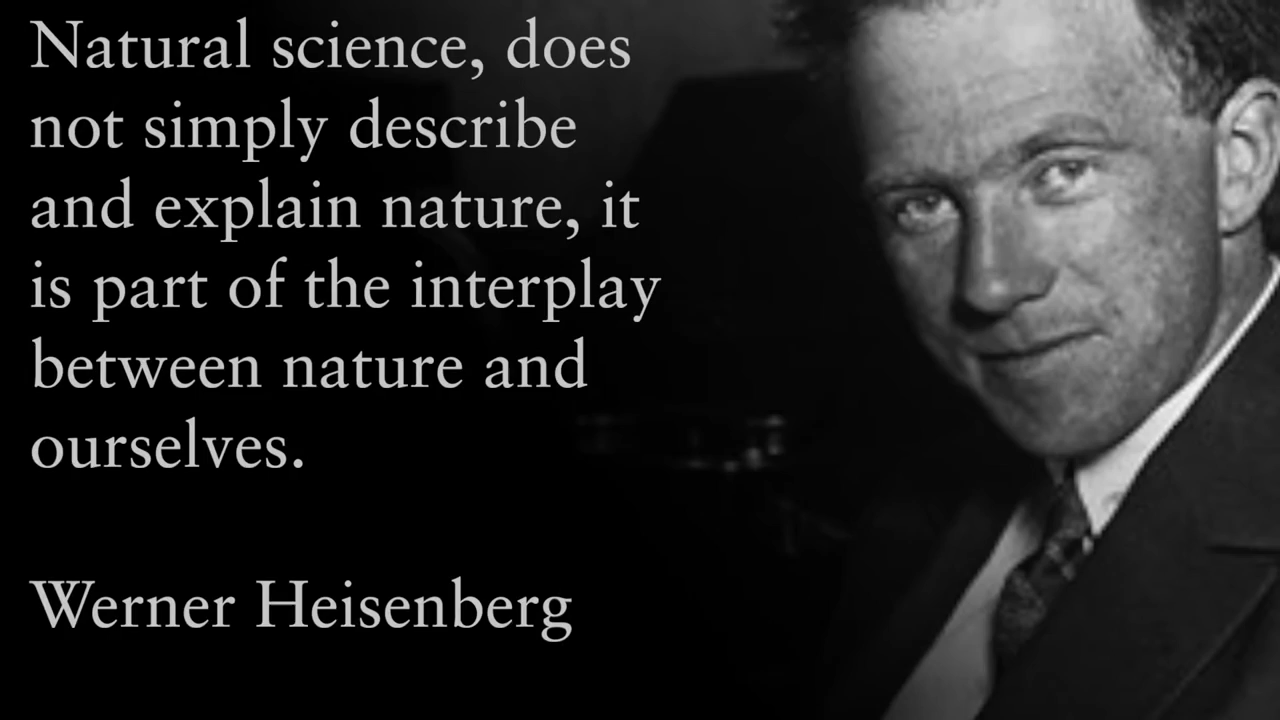 Natural science, does
not simply describe
and explain nature, it
is part of the interplay
between nature and
ourselves.
Werner Heisenberg